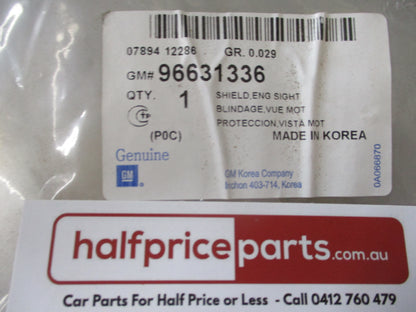 07894 12286 GR. 0.029
GM# 96631336
QTY. 1 SHIELD,ENG SIGHT
BLINDAGE,VUE MOT
PROTECCION,VISTA MOT
(P0C) MADE IN KOREA
Genuine
GM
GM Korea Company
Inchon 403-714, Korea
0A066870
halfpriceparts.com.au
Car Parts For Half Price or Less - Call 0412 760 479